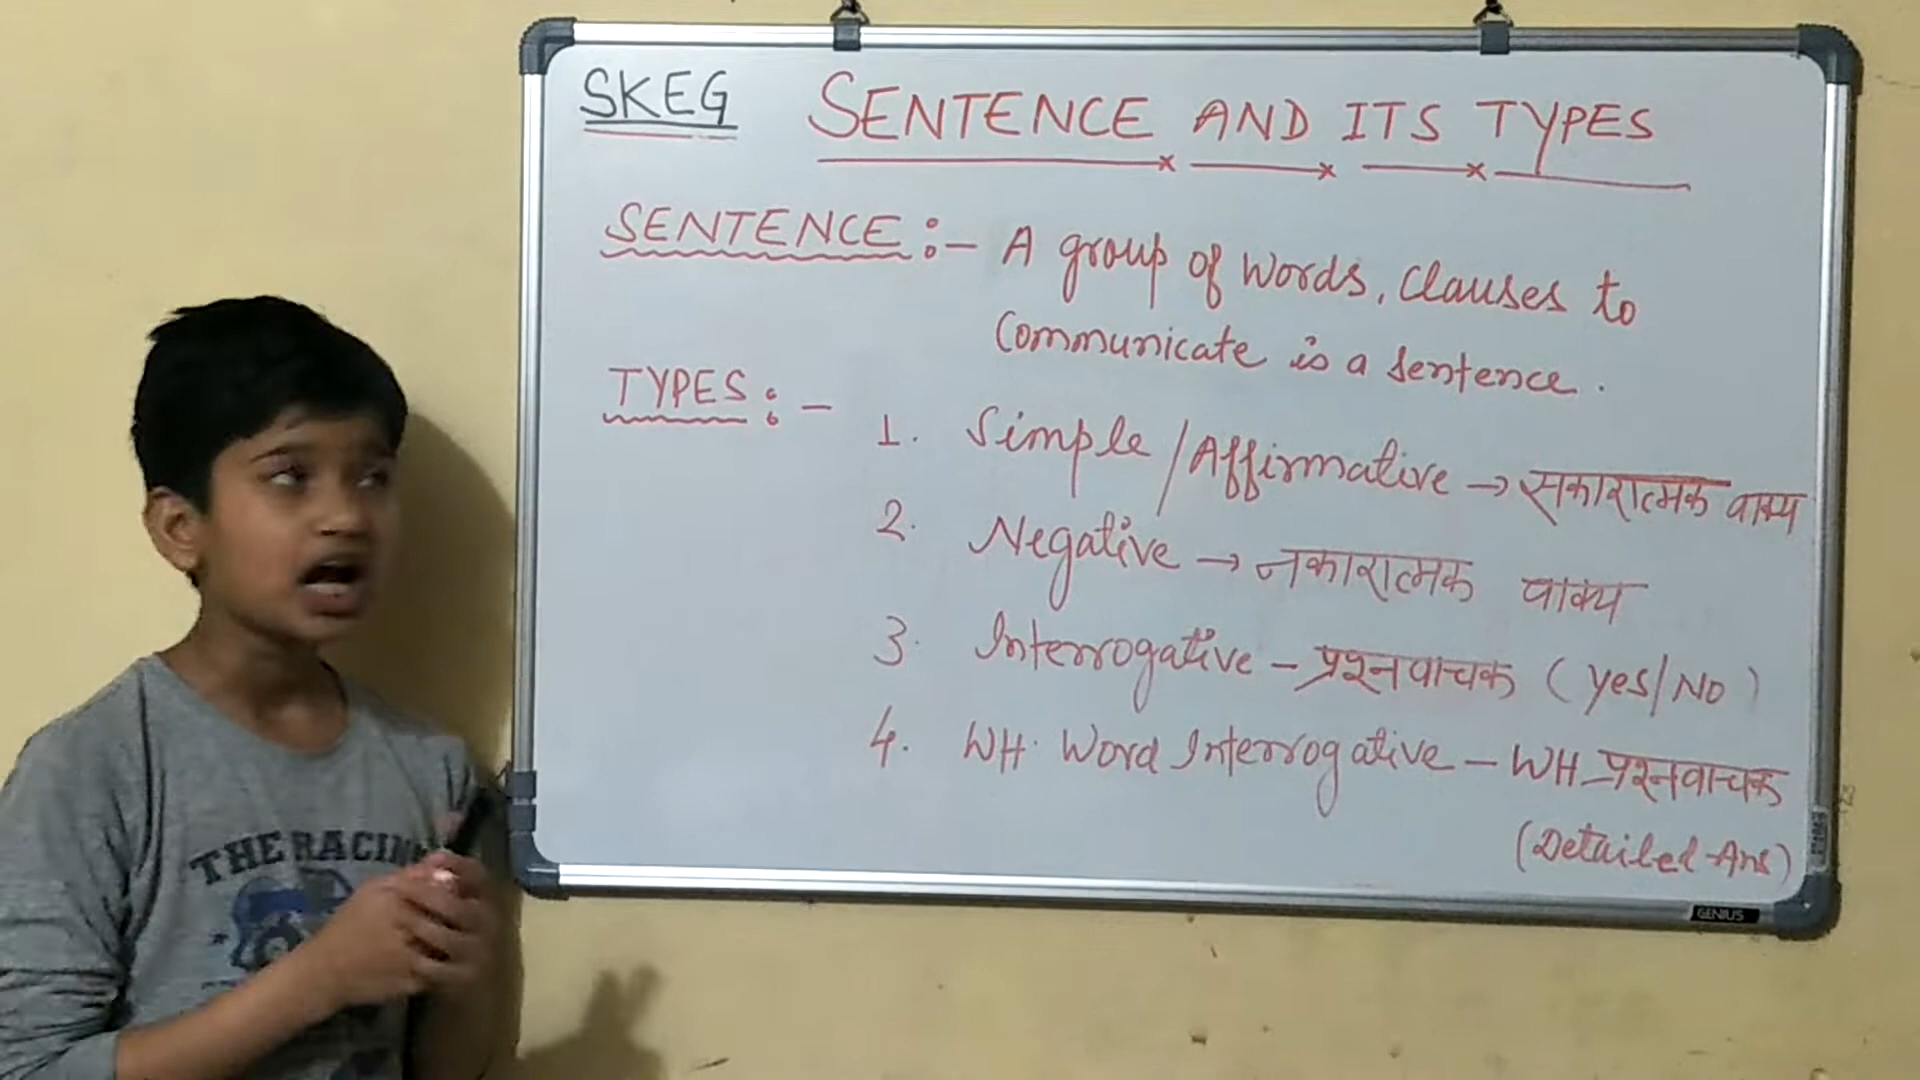 SKEG SENTENCE AND ITS TYPES
SENTENCE :- A group of words, Clauses to
Communicate is a sentence.
TYPES :-
1. Simple/Affirmative → सकारात्मक वाक्य
2. Negative → नकारात्मक वाक्य
3. Interrogative - प्रश्नवाचक (yes/No)
4. WH. Word Interrogative - WH प्रश्नवाचक
(Detailed Ans)
THE RACIN
GENIUS